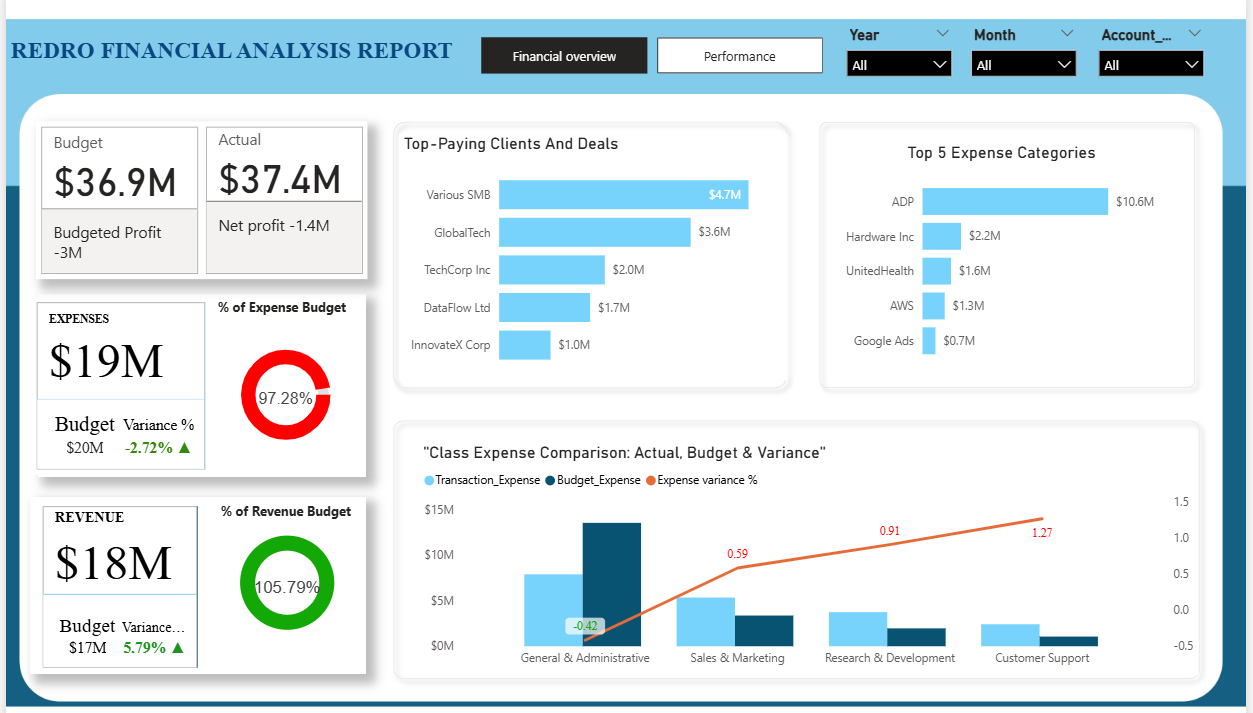 REDRO FINANCIAL ANALYSIS REPORT
Financial overview
Performance
Year
Month
Account_...
All
All
All
Budget
$36.9M
Budgeted Profit
-3M
Actual
$37.4M
Net profit -1.4M
EXPENSES
$19M
Budget Variance %
$20M -2.72% ▲
% of Expense Budget
97.28%
REVENUE
$18M
Budget Variance...
$17M 5.79% ▲
% of Revenue Budget
105.79%
Top-Paying Clients And Deals
Various SMB $4.7M
GlobalTech $3.6M
TechCorp Inc $2.0M
DataFlow Ltd $1.7M
InnovateX Corp $1.0M
Top 5 Expense Categories
ADP $10.6M
Hardware Inc $2.2M
UnitedHealth $1.6M
AWS $1.3M
Google Ads $0.7M
"Class Expense Comparison: Actual, Budget & Variance"
Transaction_Expense Budget_Expense Expense variance %
$15M
$10M
$5M
$0M
-0.42
0.59
0.91
1.27
1.5
1.0
0.5
0.0
-0.5
General & Administrative
Sales & Marketing
Research & Development
Customer Support